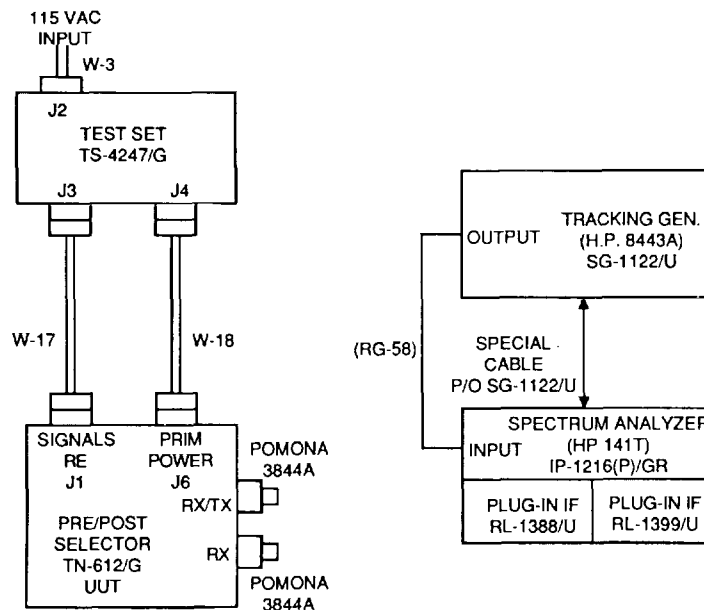 115 VAC
INPUT
W-3
J2
TEST SET
TS-4247/G
J3
J4
W-17
W-18
SIGNALS
RE
J1
PRIM
POWER
J6
POMONA
3844A
RX/TX
PRE/POST
SELECTOR
TN-612/G
UUT
RX
POMONA
3844A
OUTPUT
TRACKING GEN.
(H.P. 8443A)
SG-1122/U
(RG-58)
SPECIAL
CABLE
P/O SG-1122/U
SPECTRUM ANALYZER
INPUT
(HP 141T)
IP-1216(P)/GR
PLUG-IN IF
RL-1388/U
PLUG-IN IF
RL-1399/U